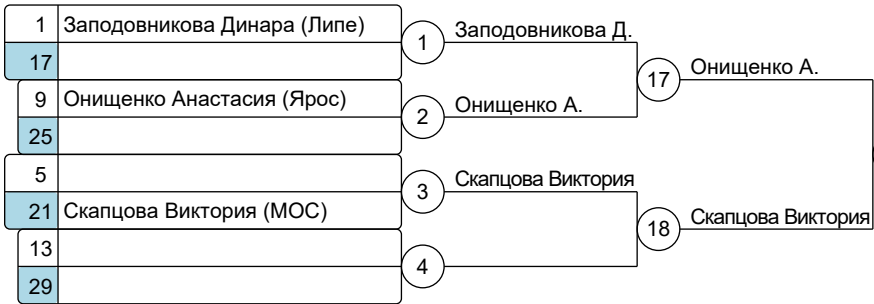 1 Заподовникова Динара (Липе)
17
1 Заподовникова Д.
9 Онищенко Анастасия (Ярос)
25
2 Онищенко А.
17 Онищенко А.
5
21 Скапцова Виктория (МОС)
3 Скапцова Виктория
13
29
4
18 Скапцова Виктория